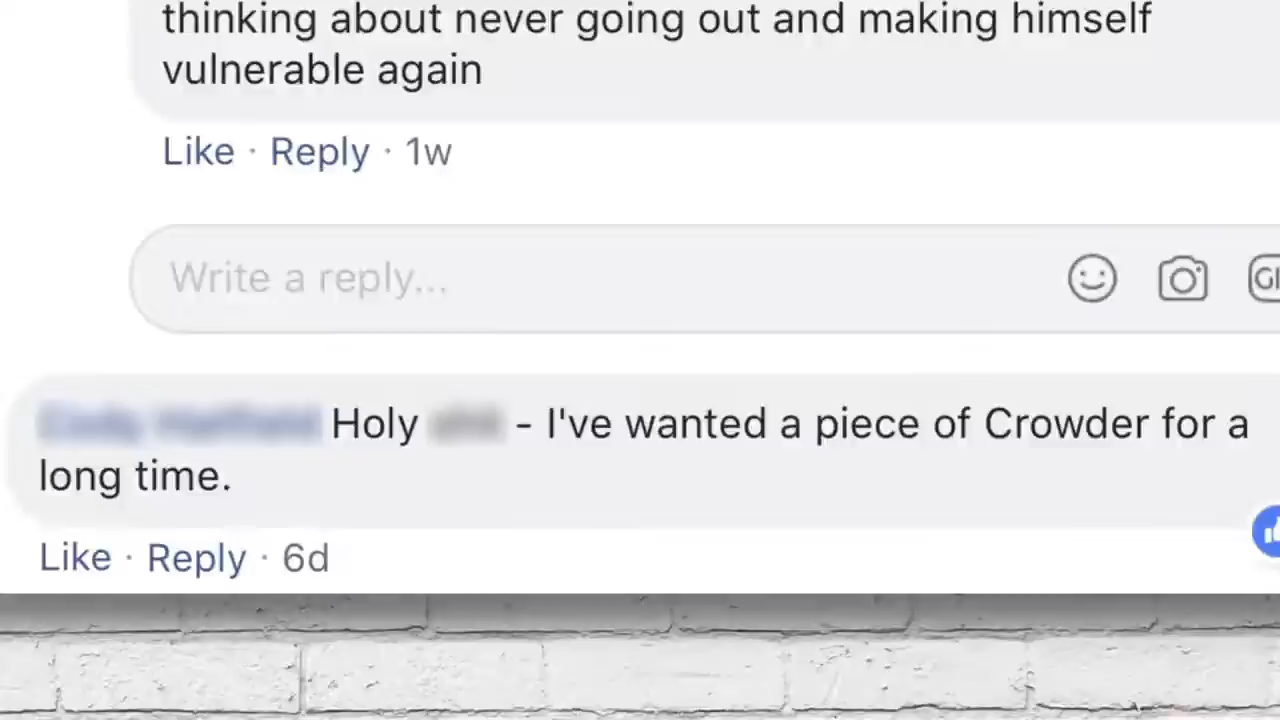 thinking about never going out and making himself
vulnerable again
Like · Reply · 1w
Write a reply...
Holy - I've wanted a piece of Crowder for a
long time.
Like · Reply · 6d